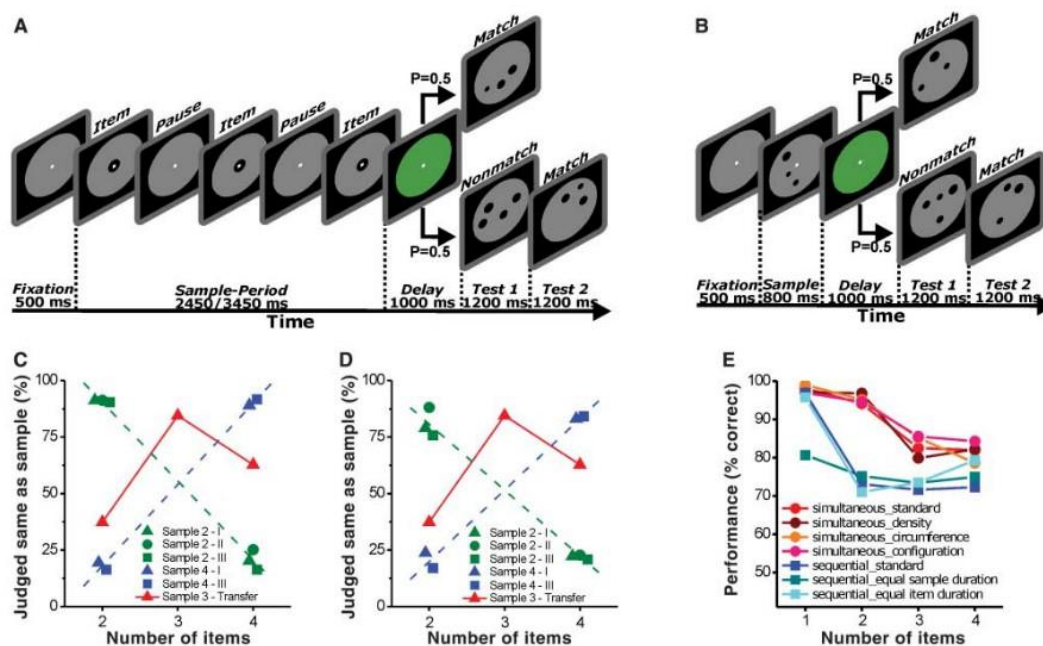 A
Item
Pause
Item
Pause
Item
P=0.5
Match
Nonmatch
Match
P=0.5
Fixation
500 ms
Sample-Period
2450/3450 ms
Delay
1000 ms
Test 1
1200 ms
Test 2
1200 ms
Time
B
P=0.5
Match
Nonmatch
Match
P=0.5
Fixation
500 ms
Sample
800 ms
Delay
1000 ms
Test 1
1200 ms
Test 2
1200 ms
Time
C
Judged same as sample (%)
100
75
50
25
0
Sample 2 - I
Sample 2 - II
Sample 2 - III
Sample 4 - I
Sample 4 - III
Sample 3 - Transfer
2 3 4
Number of items
D
Judged same as sample (%)
100
75
50
25
0
Sample 2 - I
Sample 2 - II
Sample 2 - III
Sample 4 - I
Sample 4 - III
Sample 3 - Transfer
2 3 4
Number of items
E
Performance (% correct)
100
90
80
70
60
50
simultaneous_standard
simultaneous_density
simultaneous_circumference
simultaneous_configuration
sequential_standard
sequential_equal sample duration
sequential_equal item duration
1 2 3 4
Number of items